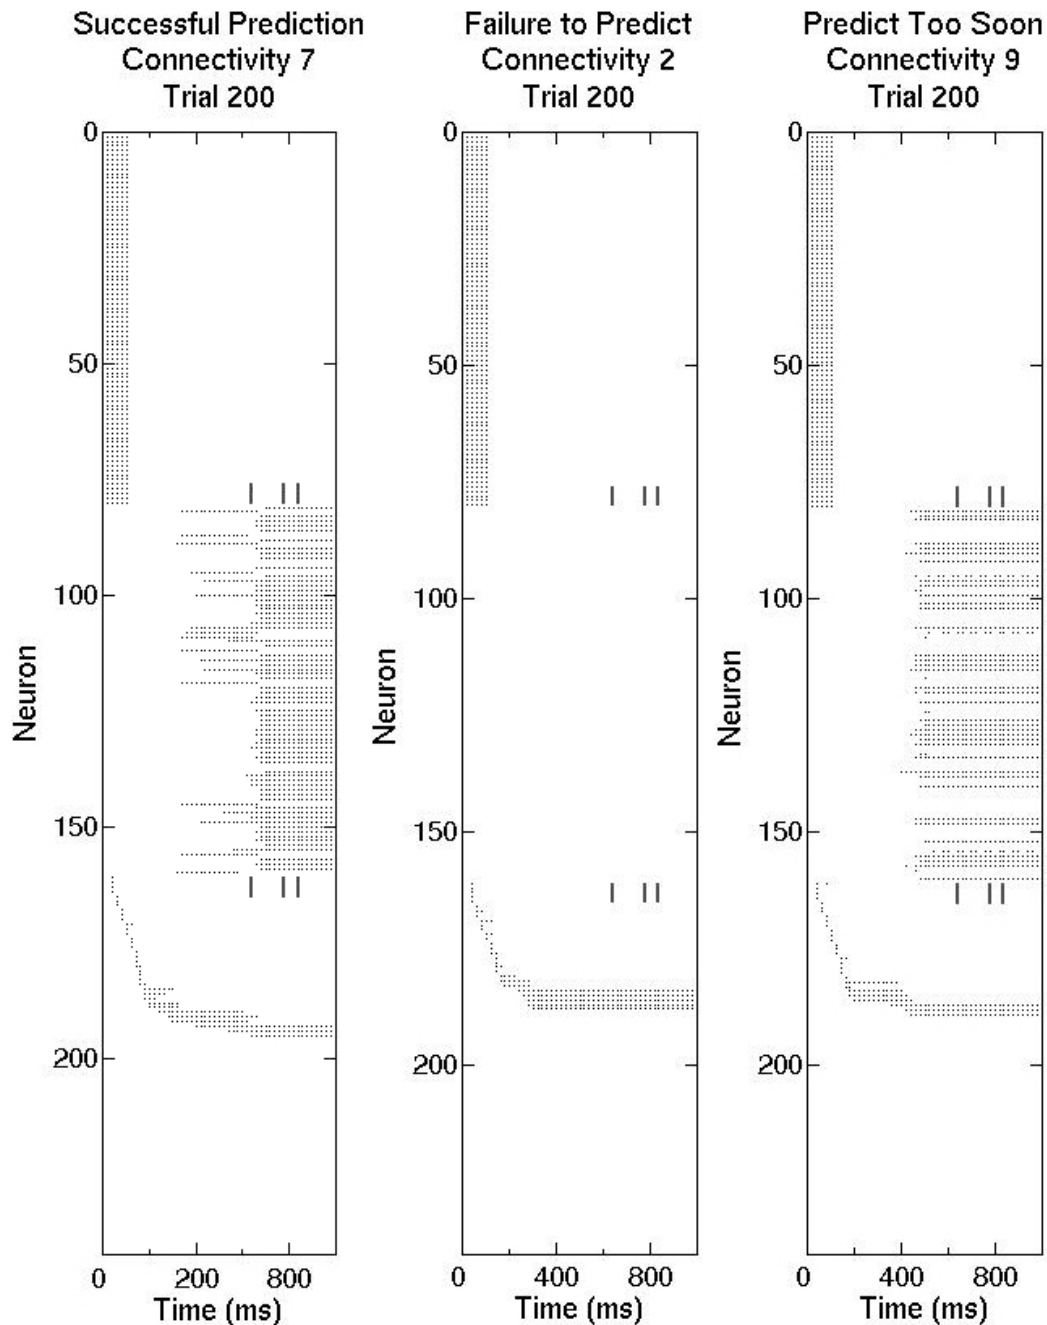 Successful Prediction
Connectivity 7
Trial 200
Failure to Predict
Connectivity 2
Trial 200
Predict Too Soon
Connectivity 9
Trial 200
0
50
100
150
200
Neuron
0 200 800
Time (ms)
0
50
100
150
200
Neuron
0 400 800
Time (ms)
0
50
100
150
200
Neuron
0 400 800
Time (ms)